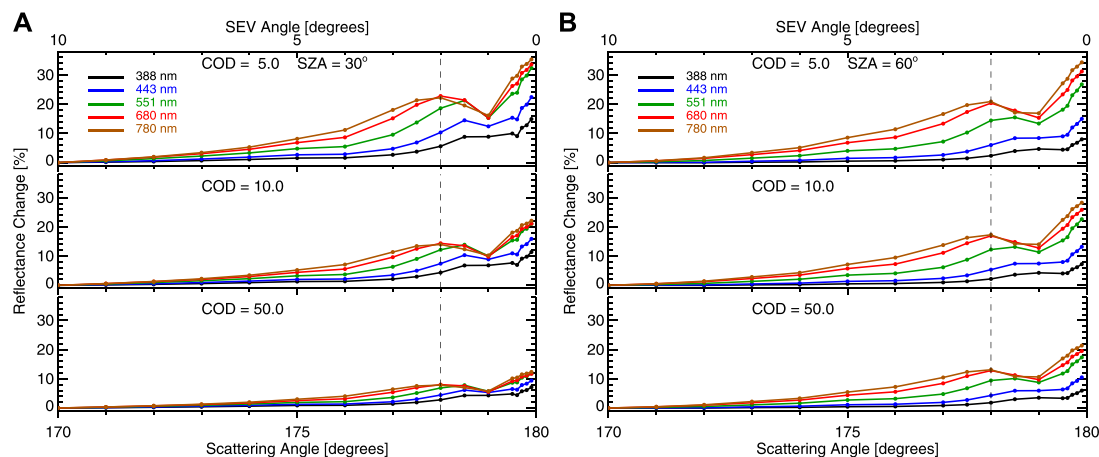 A
SEV Angle [degrees]
10 5 0
COD = 5.0 SZA = 30°
388 nm
443 nm
551 nm
680 nm
780 nm
30
20
10
0
COD = 10.0
30
20
10
0
COD = 50.0
30
20
10
0
Reflectance Change [%]
170 175 180
Scattering Angle [degrees]
B
SEV Angle [degrees]
10 5 0
COD = 5.0 SZA = 60°
388 nm
443 nm
551 nm
680 nm
780 nm
30
20
10
0
COD = 10.0
30
20
10
0
COD = 50.0
30
20
10
0
Reflectance Change [%]
170 175 180
Scattering Angle [degrees]